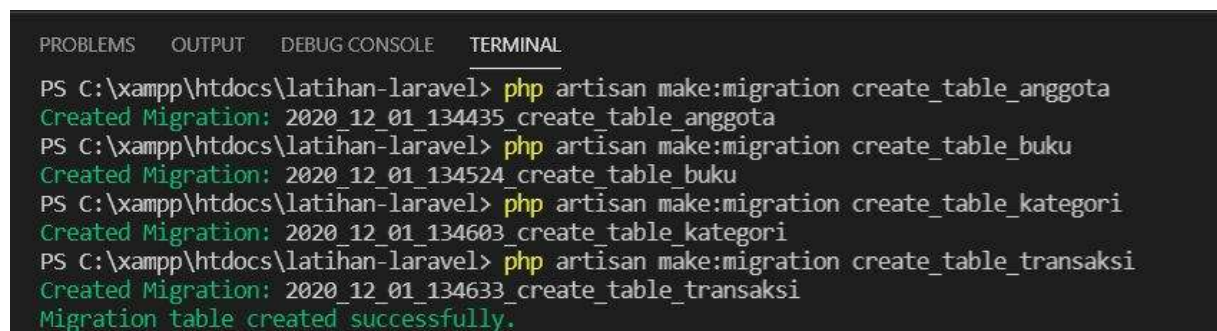 PROBLEMS OUTPUT DEBUG CONSOLE TERMINAL
PS C:\xampp\htdocs\latihan-laravel> php artisan make:migration create_table_anggota
Created Migration: 2020_12_01_134435_create_table_anggota
PS C:\xampp\htdocs\latihan-laravel> php artisan make:migration create_table_buku
Created Migration: 2020_12_01_134524_create_table_buku
PS C:\xampp\htdocs\latihan-laravel> php artisan make:migration create_table_kategori
Created Migration: 2020_12_01_134603_create_table_kategori
PS C:\xampp\htdocs\latihan-laravel> php artisan make:migration create_table_transaksi
Created Migration: 2020_12_01_134633_create_table_transaksi
Migration table created successfully.